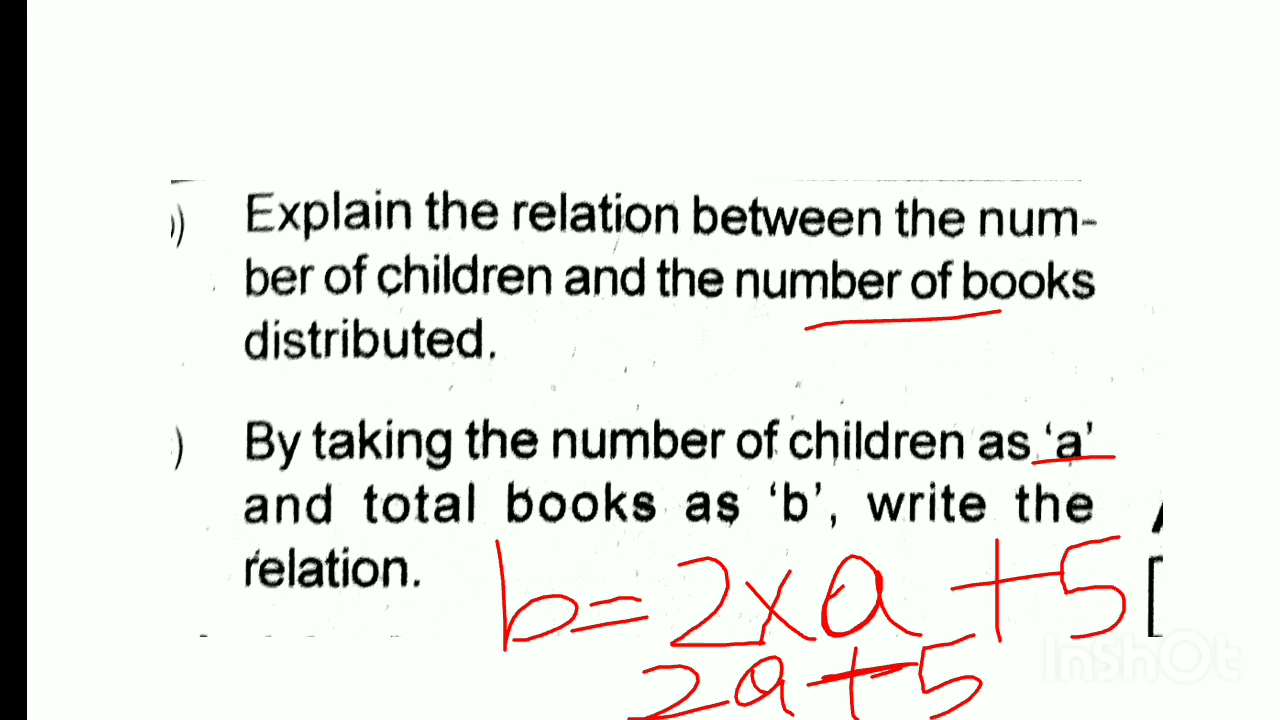 Explain the relation between the num-
ber of children and the number of books
distributed.
) By taking the number of children as 'a'
and total books as 'b', write the
relation.
b = 2 x a + 5
2a + 5
InshOt